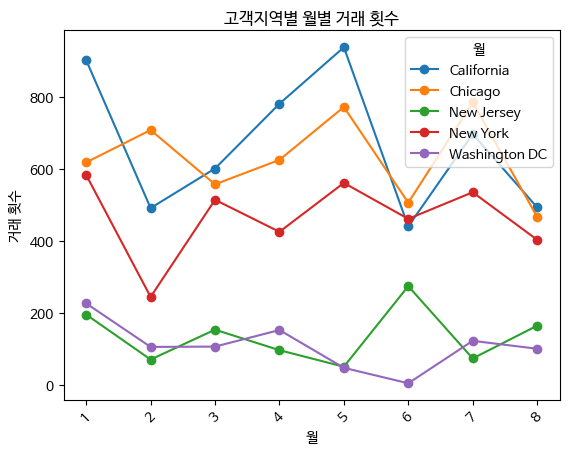 고객지역별 월별 거래 횟수
월
California
Chicago
New Jersey
New York
Washington DC
거래 횟수
800
600
400
200
0
1 2 3 4 5 6 7 8
월